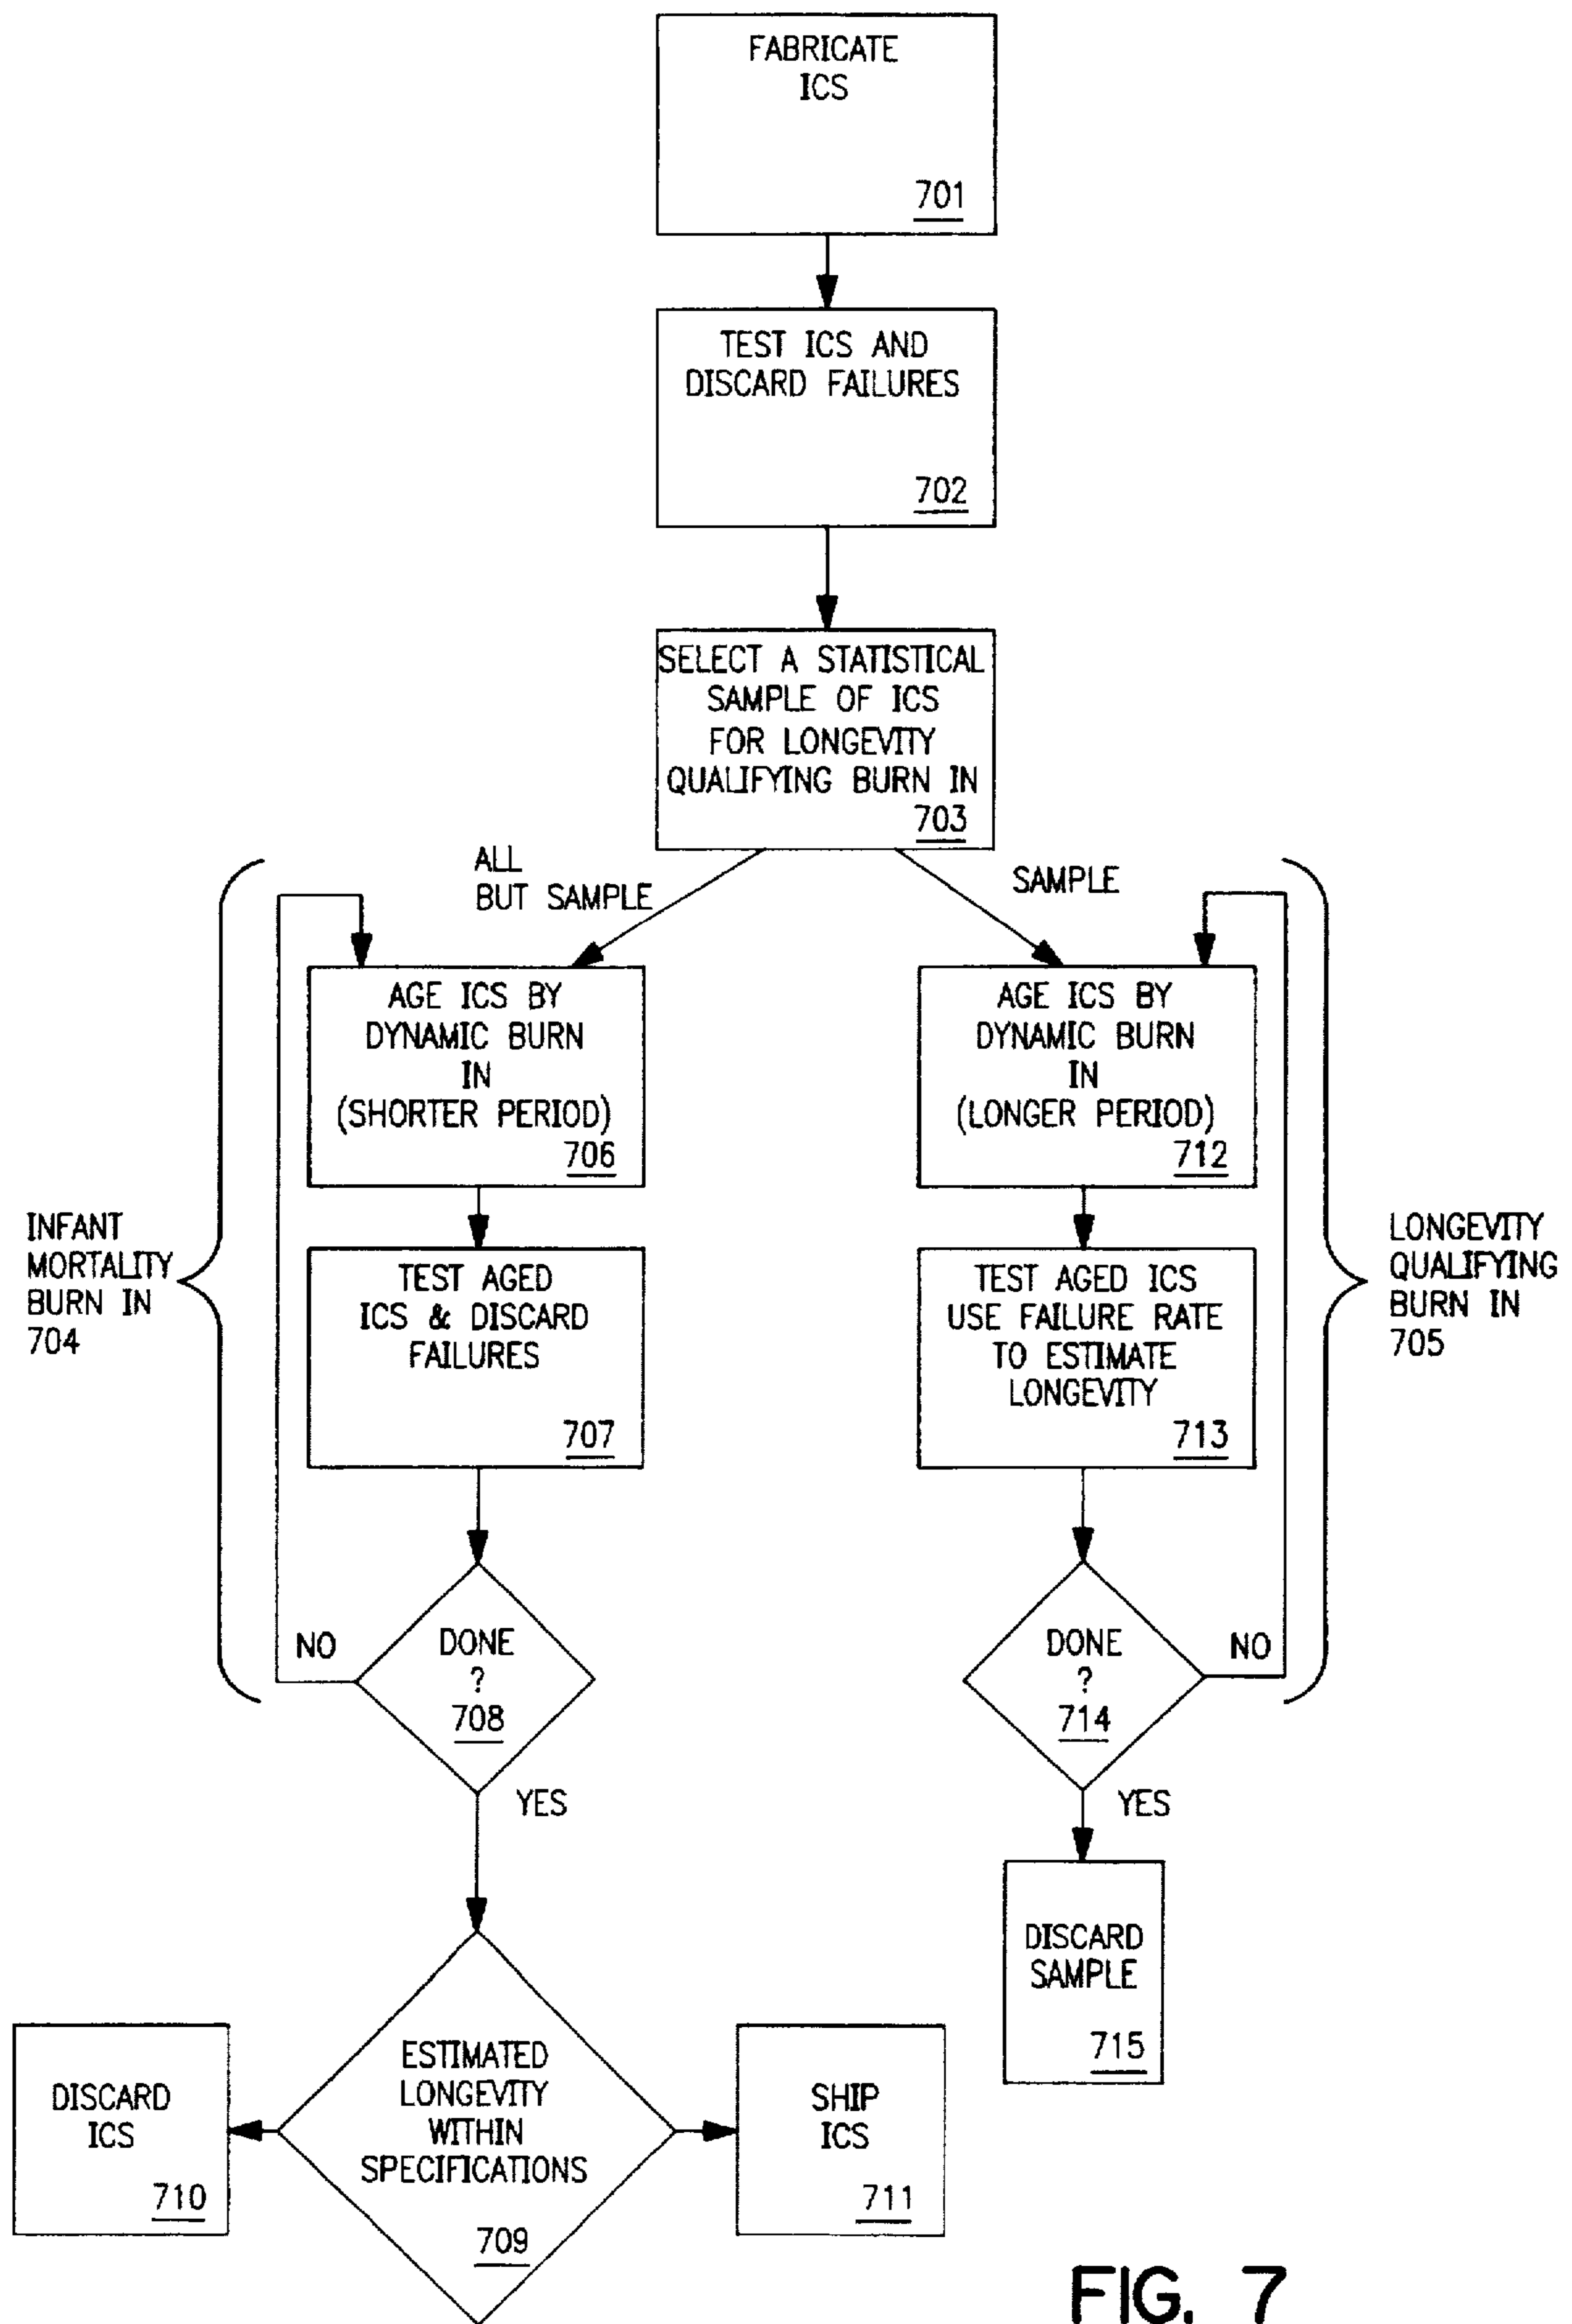 FABRICATE
ICS
701
TEST ICS AND
DISCARD FAILURES
702
SELECT A STATISTICAL
SAMPLE OF ICS
FOR LONGEVITY
QUALIFYING BURN IN
703
ALL
BUT SAMPLE
SAMPLE
INFANT
MORTALITY
BURN IN
704
AGE ICS BY
DYNAMIC BURN
IN
(SHORTER PERIOD)
706
TEST AGED
ICS & DISCARD
FAILURES
707
NO
DONE
?
708
YES
AGE ICS BY
DYNAMIC BURN
IN
(LONGER PERIOD)
712
TEST AGED ICS
USE FAILURE RATE
TO ESTIMATE
LONGEVITY
713
DONE
?
714
NO
YES
LONGEVITY
QUALIFYING
BURN IN
705
DISCARD
SAMPLE
715
DISCARD
ICS
710
ESTIMATED
LONGEVITY
WITHIN
SPECIFICATIONS
709
SHIP
ICS
711
FIG. 7